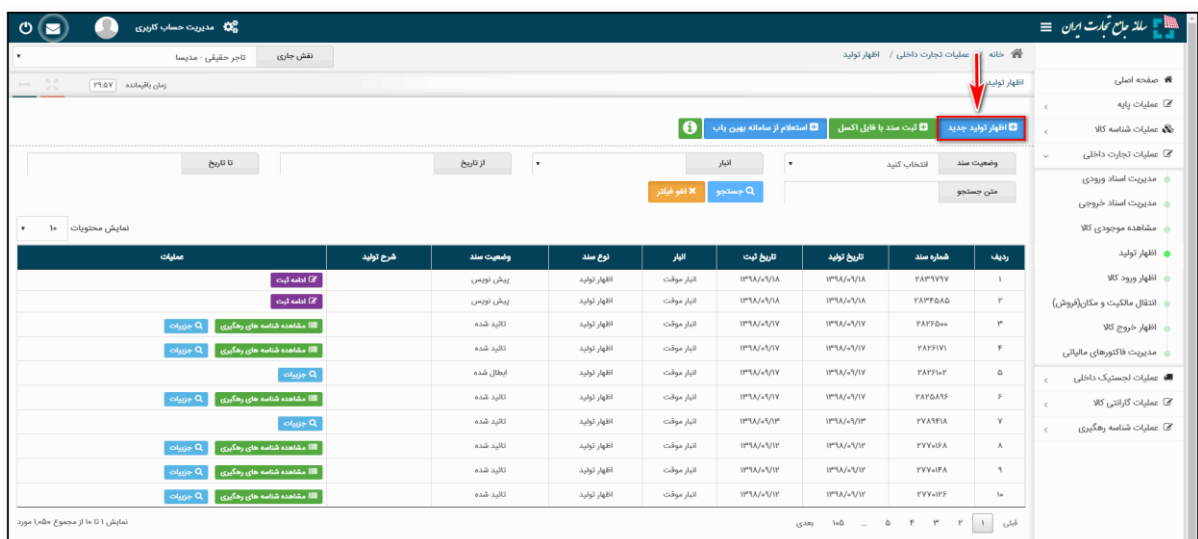 سامانه جامع تجارت ایران
مدیریت حساب کاربری
خانه / عملیات تجارت داخلی / اظهار تولید
نقش جاری
تاجر حقیقی - مدیسا
اظهار تولید
زمان باقیمانده ۲۹:۵۷
صفحه اصلی
عملیات پایه
عملیات شناسه کالا
عملیات تجارت داخلی
مدیریت اسناد ورودی
مدیریت اسناد خروجی
مشاهده موجودی کالا
اظهار تولید
اظهار ورود کالا
انتقال مالکیت و مکان(فروش)
اظهار خروج کالا
مدیریت فاکتورهای مالیاتی
عملیات لجستیک داخلی
عملیات گارانتی کالا
عملیات شناسه رهگیری
اظهار تولید جدید ثبت سند با فایل اکسل استعلام از سامانه بهین یاب
وضعیت سند انتخاب کنید انبار از تاریخ تا تاریخ
متن جستجو جستجو لغو فیلتر
نمایش محتویات ۱۰
ردیف شماره سند تاریخ تولید تاریخ ثبت انبار نوع سند وضعیت سند شرح تولید عملیات
۱ ۲۸۳۹۷۹۷ ۱۳۹۸/۰۹/۱۸ ۱۳۹۸/۰۹/۱۸ انبار موقت اظهار تولید پیش نویس ادامه ثبت
۲ ۲۸۳۴۵۸۵ ۱۳۹۸/۰۹/۱۸ ۱۳۹۸/۰۹/۱۸ انبار موقت اظهار تولید پیش نویس ادامه ثبت
۳ ۲۸۲۶۵۰۰ ۱۳۹۸/۰۹/۱۷ ۱۳۹۸/۰۹/۱۷ انبار موقت اظهار تولید تائید شده مشاهده شناسه های رهگیری جزییات
۴ ۲۸۲۶۱۷۱ ۱۳۹۸/۰۹/۱۷ ۱۳۹۸/۰۹/۱۷ انبار موقت اظهار تولید تائید شده مشاهده شناسه های رهگیری جزییات
۵ ۲۸۲۶۱۰۲ ۱۳۹۸/۰۹/۱۷ ۱۳۹۸/۰۹/۱۷ انبار موقت اظهار تولید ابطال شده جزییات
۶ ۲۸۲۵۸۹۶ ۱۳۹۸/۰۹/۱۷ ۱۳۹۸/۰۹/۱۷ انبار موقت اظهار تولید تائید شده مشاهده شناسه های رهگیری جزییات
۷ ۲۷۸۹۴۱۸ ۱۳۹۸/۰۹/۱۳ ۱۳۹۸/۰۹/۱۳ انبار موقت اظهار تولید تائید شده جزییات
۸ ۲۷۷۰۱۶۸ ۱۳۹۸/۰۹/۱۲ ۱۳۹۸/۰۹/۱۲ انبار موقت اظهار تولید تائید شده مشاهده شناسه های رهگیری جزییات
۹ ۲۷۷۰۱۴۸ ۱۳۹۸/۰۹/۱۲ ۱۳۹۸/۰۹/۱۲ انبار موقت اظهار تولید تائید شده مشاهده شناسه های رهگیری جزییات
۱۰ ۲۷۷۰۱۲۶ ۱۳۹۸/۰۹/۱۲ ۱۳۹۸/۰۹/۱۲ انبار موقت اظهار تولید تائید شده مشاهده شناسه های رهگیری جزییات
قبلی ۱ ۲ ۳ ۴ ۵ … ۱۰۵ بعدی
نمایش ۱ تا ۱۰ از مجموع ۱,۰۵۰ مورد